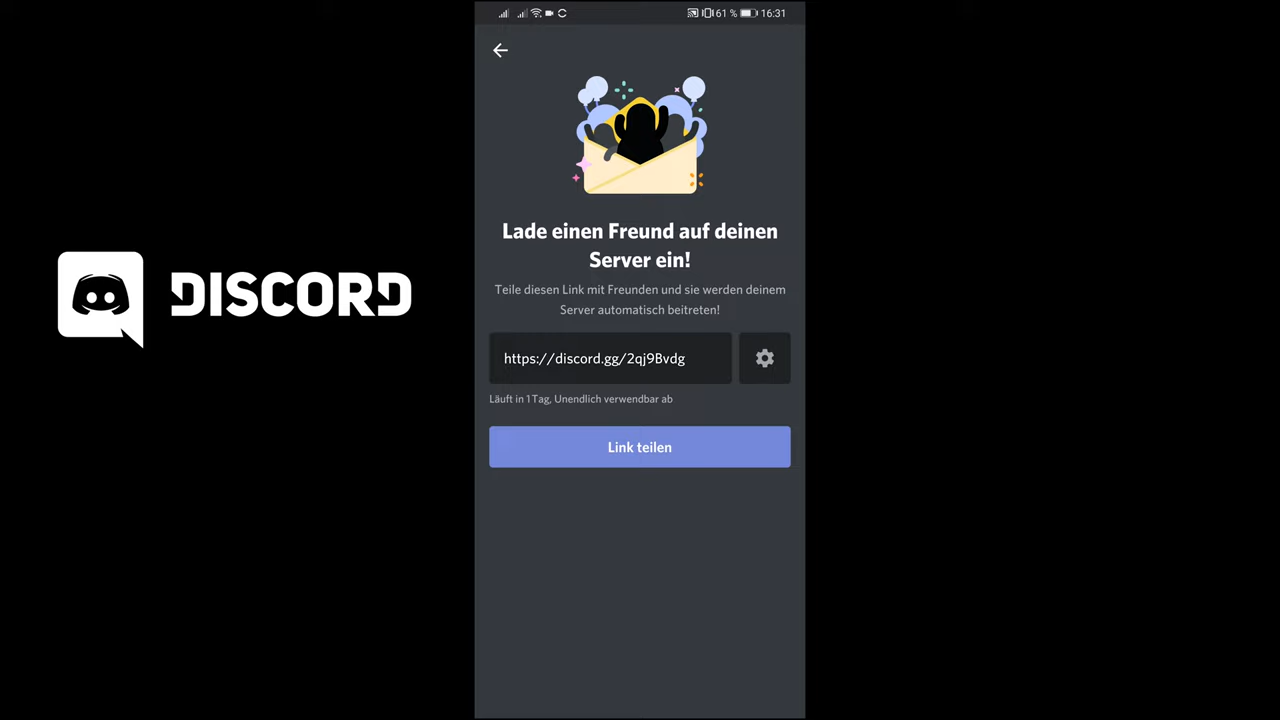 61 % 16:31
DISCORD
Lade einen Freund auf deinen
Server ein!
Teile diesen Link mit Freunden und sie werden deinem
Server automatisch beitreten!
https://discord.gg/2qj9Bvdg
Läuft in 1 Tag, Unendlich verwendbar ab
Link teilen